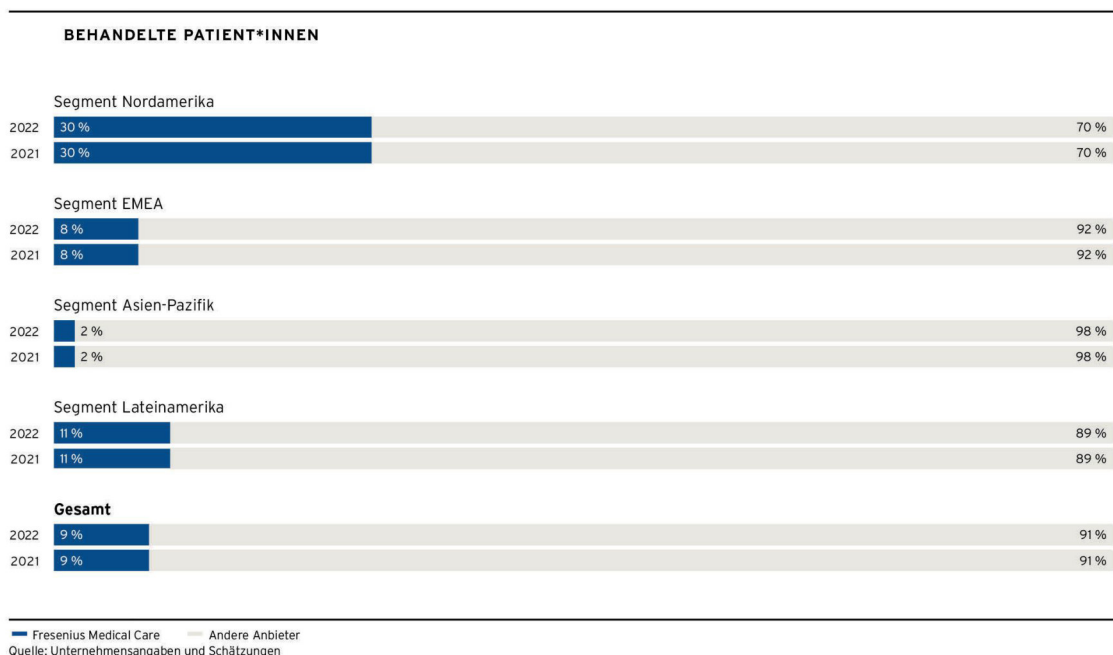 BEHANDELTE PATIENT*INNEN
Segment Nordamerika
2022 30 % 70 %
2021 30 % 70 %
Segment EMEA
2022 8 % 92 %
2021 8 % 92 %
Segment Asien-Pazifik
2022 2 % 98 %
2021 2 % 98 %
Segment Lateinamerika
2022 11 % 89 %
2021 11 % 89 %
Gesamt
2022 9 % 91 %
2021 9 % 91 %
Fresenius Medical Care Andere Anbieter
Quelle: Unternehmensangaben und Schätzungen